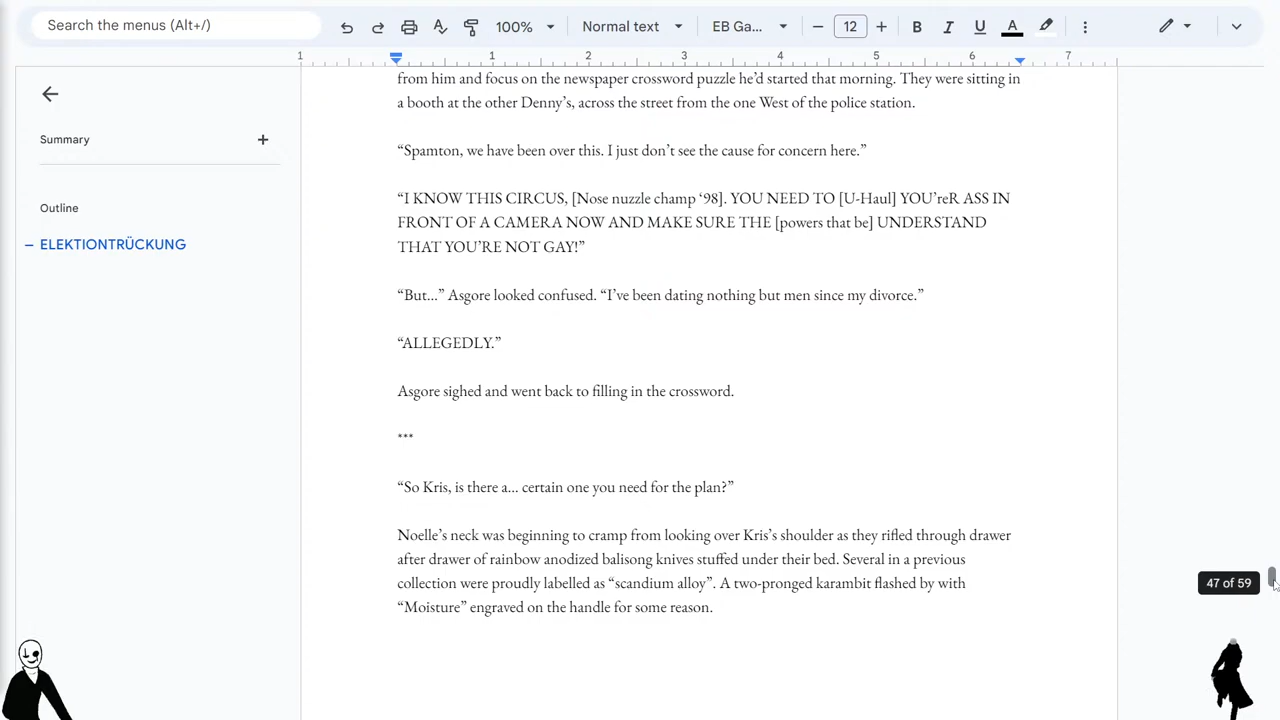 Search the menus (Alt+/)
100%
Normal text
EB Ga...
12
B
I
U
A
1
1
2
3
4
5
6
7
Summary
Outline
ELEKTIONTRÜCKUNG
from him and focus on the newspaper crossword puzzle he’d started that morning. They were sitting in
a booth at the other Denny’s, across the street from the one West of the police station.
“Spamton, we have been over this. I just don’t see the cause for concern here.”
“I KNOW THIS CIRCUS, [Nose nuzzle champ ‘98]. YOU NEED TO [U-Haul] YOU’reR ASS IN
FRONT OF A CAMERA NOW AND MAKE SURE THE [powers that be] UNDERSTAND
THAT YOU’RE NOT GAY!”
“But…” Asgore looked confused. “I’ve been dating nothing but men since my divorce.”
“ALLEGEDLY.”
Asgore sighed and went back to filling in the crossword.
***
“So Kris, is there a… certain one you need for the plan?”
Noelle’s neck was beginning to cramp from looking over Kris’s shoulder as they rifled through drawer
after drawer of rainbow anodized balisong knives stuffed under their bed. Several in a previous
collection were proudly labelled as “scandium alloy”. A two-pronged karambit flashed by with
“Moisture” engraved on the handle for some reason.
47 of 59